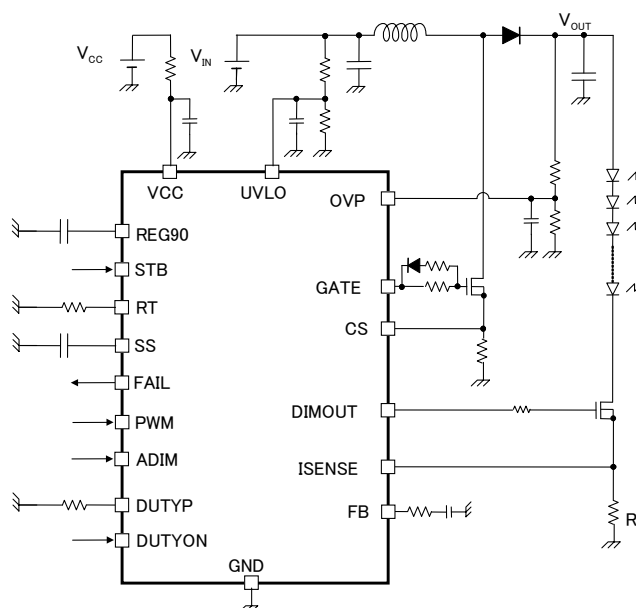 VCC
VIN
VOUT
VCC
UVLO
OVP
REG90
STB
GATE
RT
CS
SS
FAIL
DIMOUT
PWM
ADIM
ISENSE
DUTYP
FB
R
DUTYON
GND